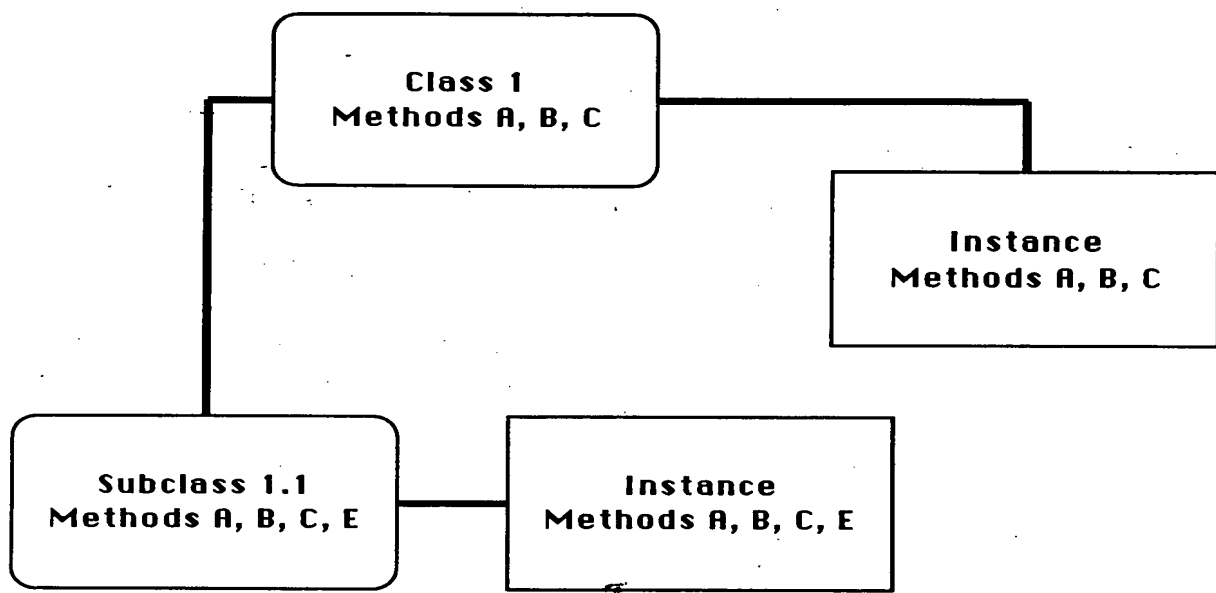 Class 1
Methods A, B, C
Instance
Methods A, B, C
Subclass 1.1
Methods A, B, C, E
Instance
Methods A, B, C, E